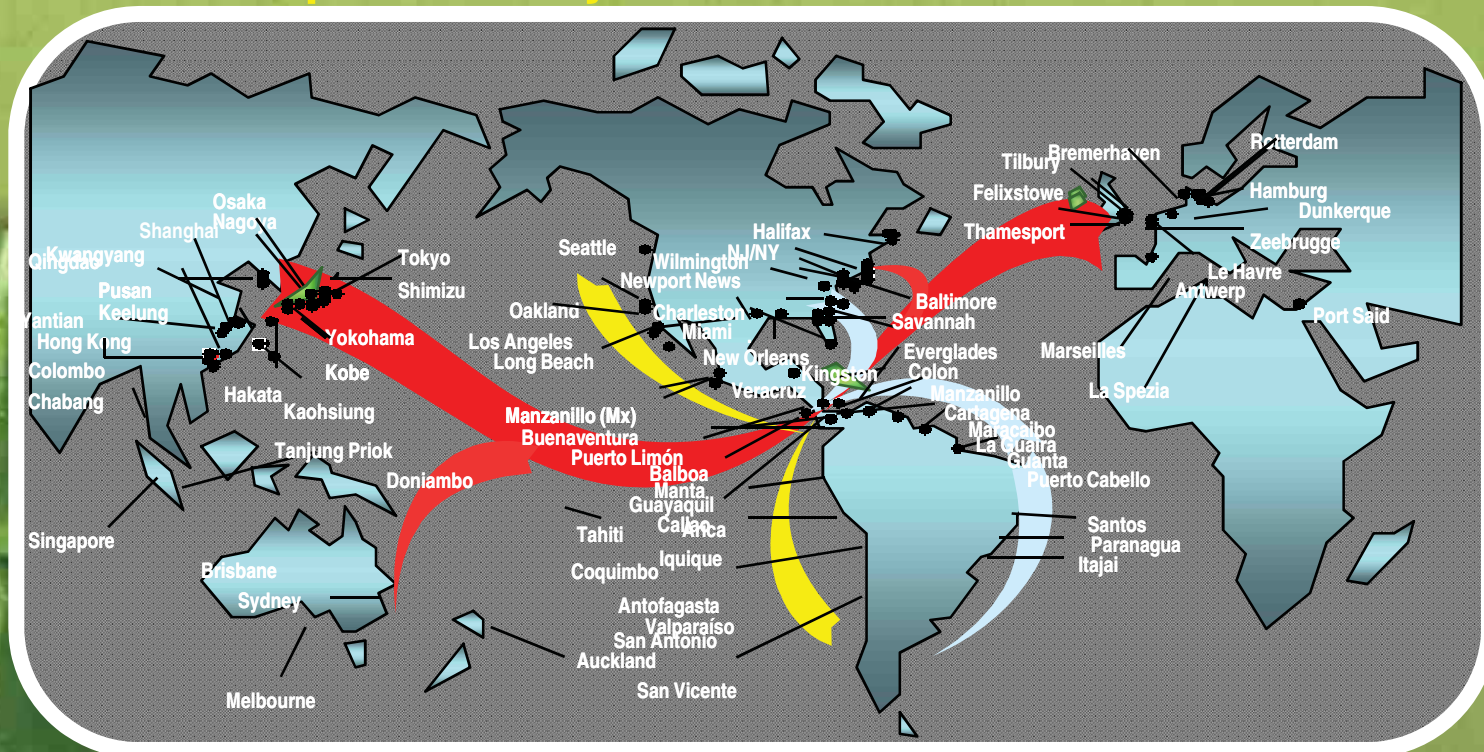 Osaka
Nagoya
Shanghai
Kwangyang
Qingdao
Pusan
Keelung
Yantian
Hong Kong
Colombo
Chabang
Tokyo
Shimizu
Yokohama
Kobe
Hakata
Kaohsiung
Tanjung Priok
Doniambo
Singapore
Brisbane
Sydney
Melbourne
Seattle
Oakland
Los Angeles
Long Beach
Halifax
NJ/NY
Wilmington
Newport News
Charleston
Miami
New Orleans
Veracruz
Kingston
Baltimore
Savannah
Everglades
Colon
Manzanillo
Cartagena
Maracaibo
La Guaira
Guanta
Puerto Cabello
Manzanillo (Mx)
Buenaventura
Puerto Limón
Balboa
Manta
Guayaquil
Callao
Arica
Tahiti
Iquique
Coquimbo
Antofagasta
Valparaíso
San Antonio
Auckland
San Vicente
Santos
Paranagua
Itajai
Tilbury
Bremerhaven
Felixstowe
Thamesport
Rotterdam
Hamburg
Dunkerque
Zeebrugge
Le Havre
Antwerp
Port Said
Marseilles
La Spezia